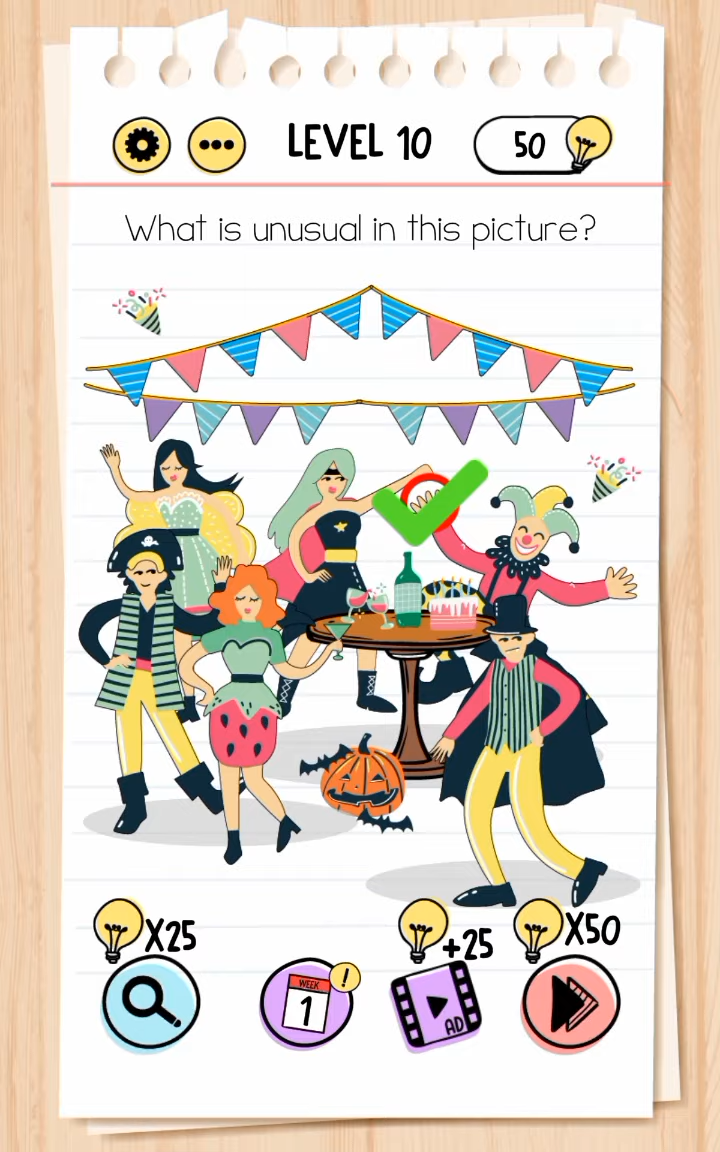 LEVEL 10
50
What is unusual in this picture?
X25
+25
X50
WEEK
1
!
AD